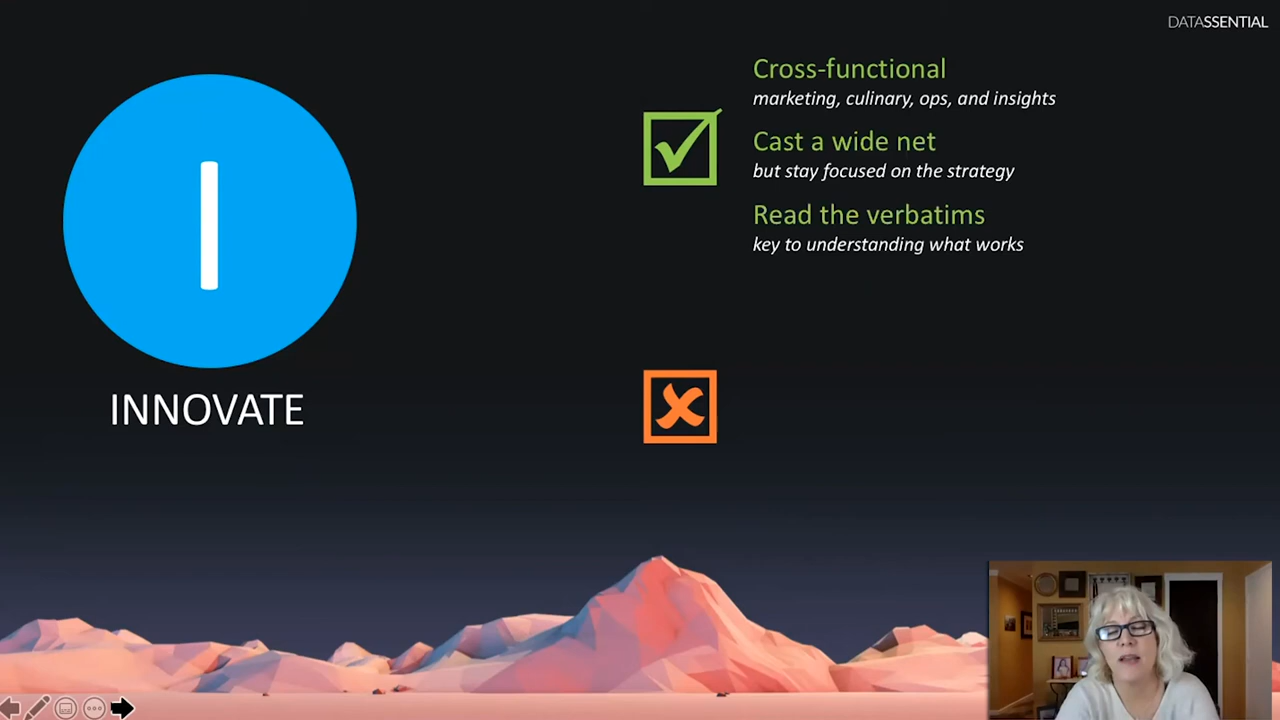 DATASSENTIAL
I
INNOVATE
Cross-functional
marketing, culinary, ops, and insights
Cast a wide net
but stay focused on the strategy
Read the verbatims
key to understanding what works